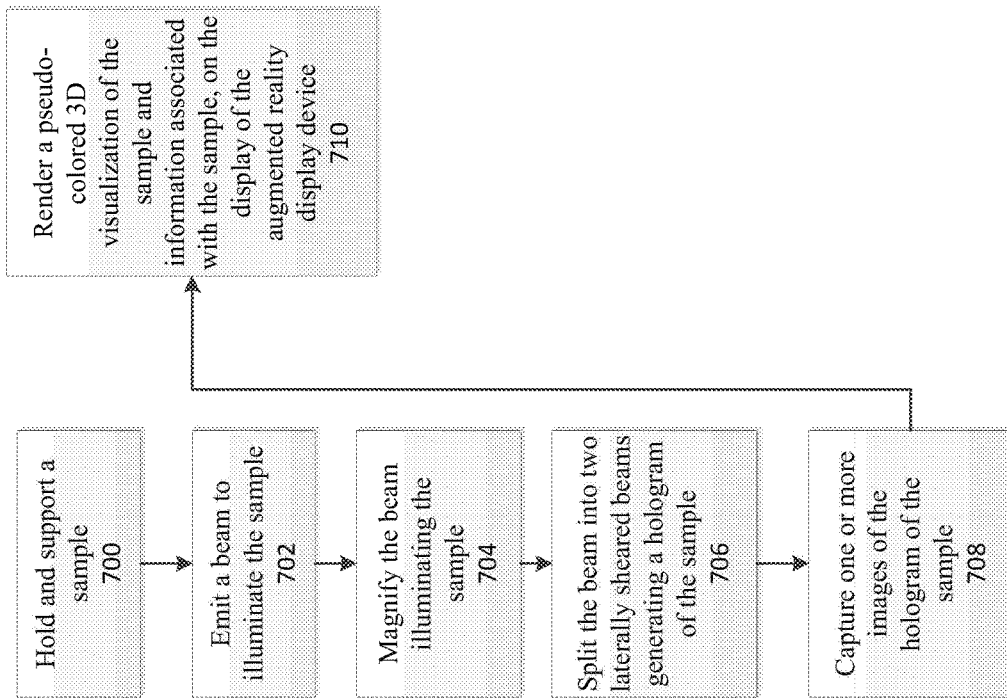 Hold and support a
sample
700
Emit a beam to
illuminate the sample
702
Magnify the beam
illuminating the
sample
704
Split the beam into two
laterally sheared beams
generating a hologram
of the sample
706
Capture one or more
images of the
hologram of the
sample
708
Render a pseudo-
colored 3D
visualization of the
sample and
information associated
with the sample, on the
display of the
augmented reality
display device
710